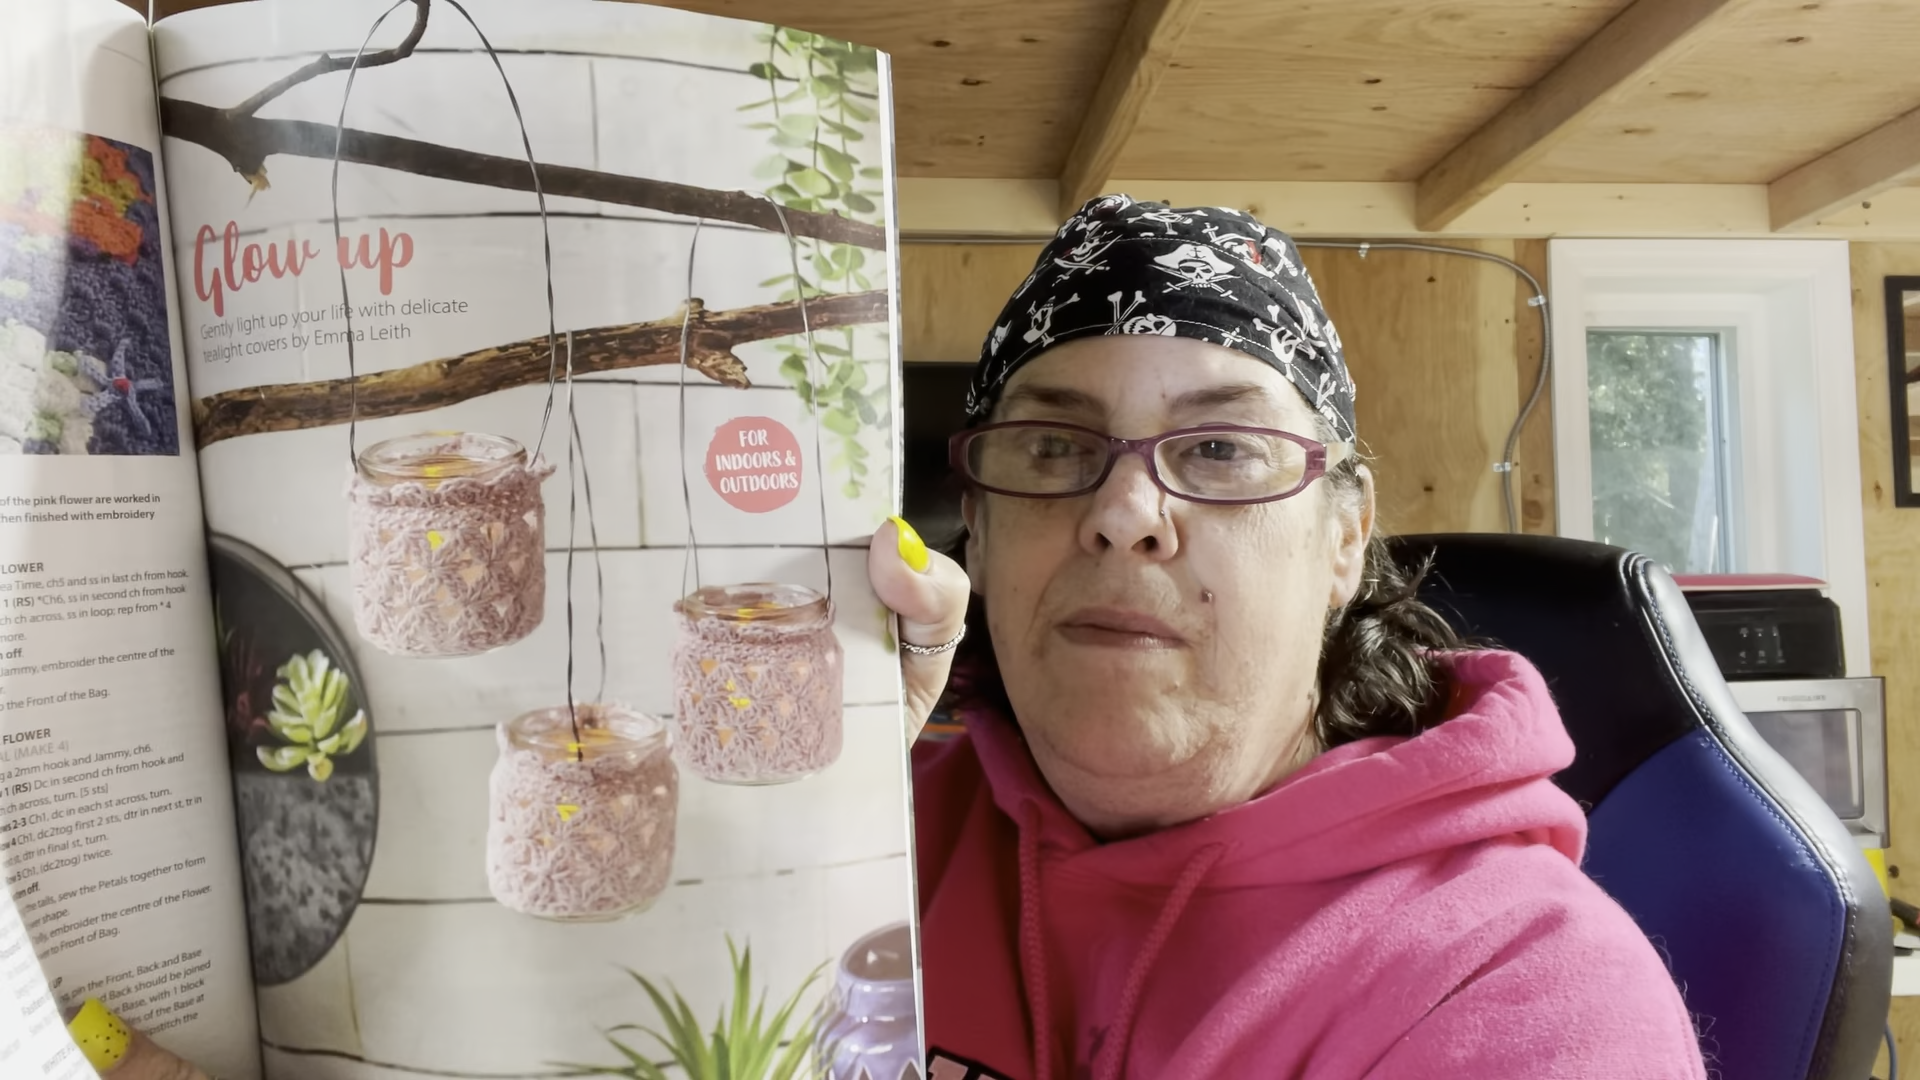 of the pink flower are worked in
then finished with embroidery
FLOWER
ea Time, ch5 and ss in last ch from hook.
1 (RS) *Ch6, ss in second ch from hook
ch across, ss in loop; rep from * 4
more.
off.
Jammy, embroider the centre of the
the Front of the Bag.
FLOWER
(MAKE 4)
g a 2mm hook and Jammy, ch6.
1 (RS) Dc in second ch from hook and
ch across, turn. [5 sts]
2-3 Ch1, dc in each st across, turn.
4 Ch1, dc2tog first 2 sts, dtr in next st, tr in
dtr in final st, turn.
5 Ch1, (dc2tog) twice.
off.
tails, sew the Petals together to form
shape.
embroider the centre of the Flower.
to Front of Bag.
UP
pin the Front, Back and Base
Back should be joined
Base, with 1 block
of the Base at
the
Glow up
Gently light up your life with delicate
tealight covers by Emma Leith
FOR
INDOORS &
OUTDOORS
FRIGIDAIRE